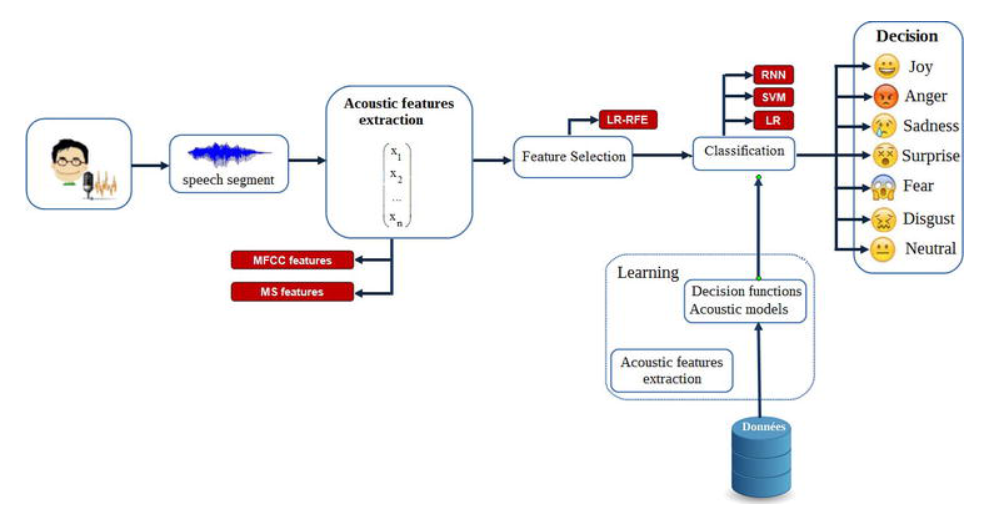 speech segment
Acoustic features
extraction
x1
x2
...
xn
MFCC features
MS features
LR-RFE
Feature Selection
RNN
SVM
LR
Classification
Decision
Joy
Anger
Sadness
Surprise
Fear
Disgust
Neutral
Learning
Decision functions
Acoustic models
Acoustic features
extraction
Données